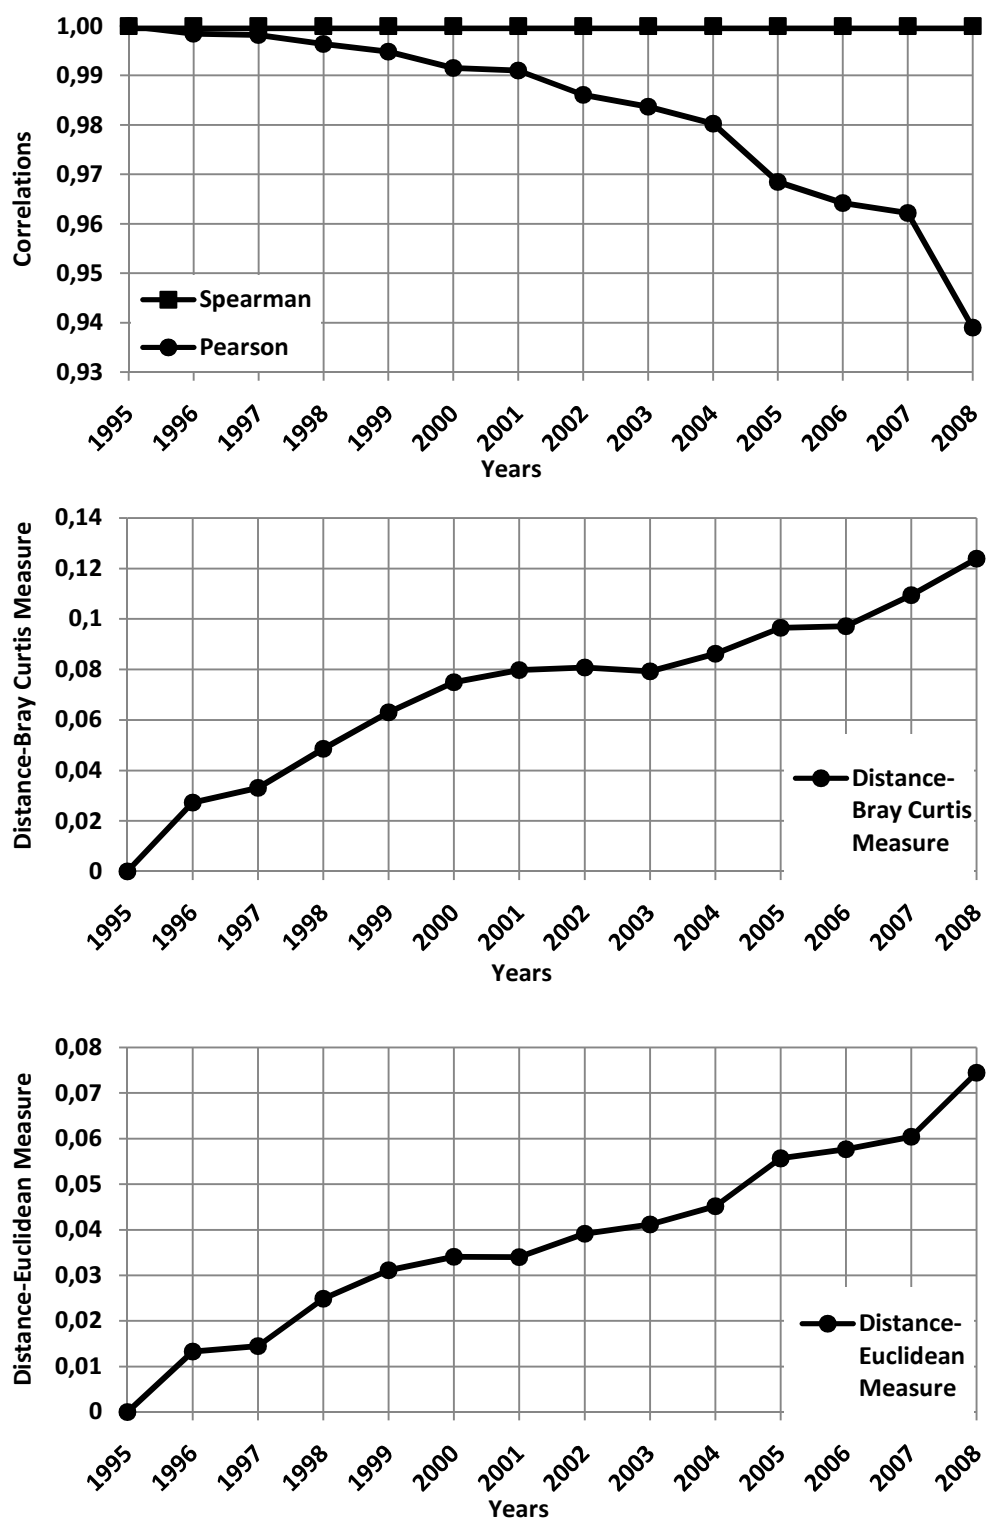 Correlations
1,00
0,99
0,98
0,97
0,96
0,95
0,94
0,93
Spearman
Pearson
1995 1996 1997 1998 1999 2000 2001 2002 2003 2004 2005 2006 2007 2008
Years
Distance-Bray Curtis Measure
0,14
0,12
0,1
0,08
0,06
0,04
0,02
0
Distance-
Bray Curtis
Measure
1995 1996 1997 1998 1999 2000 2001 2002 2003 2004 2005 2006 2007 2008
Years
Distance-Euclidean Measure
0,08
0,07
0,06
0,05
0,04
0,03
0,02
0,01
0
Distance-
Euclidean
Measure
1995 1996 1997 1998 1999 2000 2001 2002 2003 2004 2005 2006 2007 2008
Years